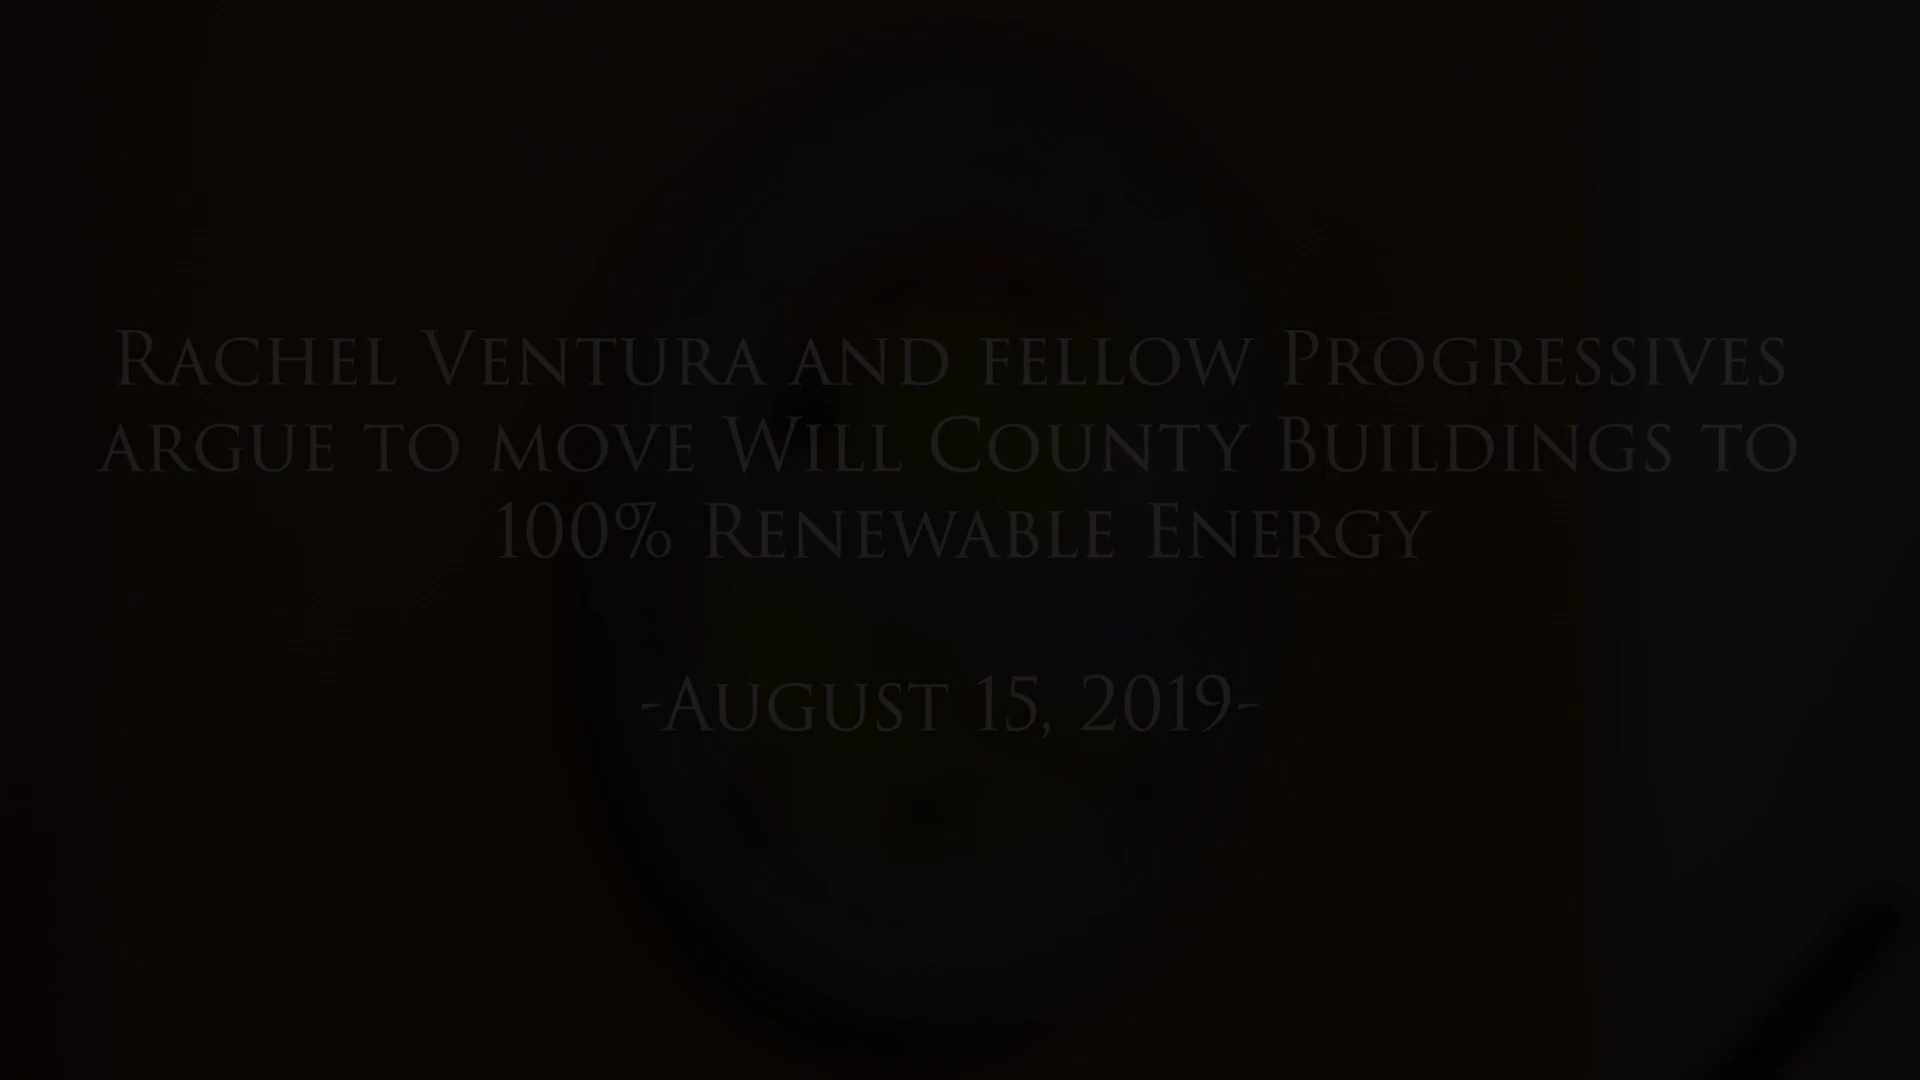 Rachel Ventura and fellow Progressives
argue to move Will County Buildings to
100% Renewable Energy
-August 15, 2019-